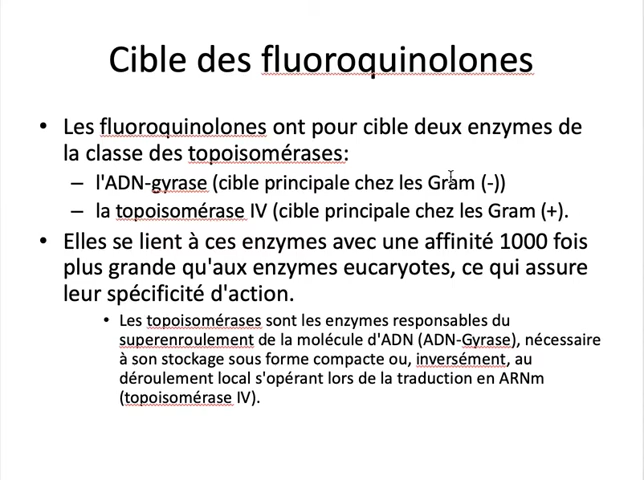 Cible des fluoroquinolones
• Les fluoroquinolones ont pour cible deux enzymes de
la classe des topoisomérases:
– l'ADN-gyrase (cible principale chez les Gram (-))
– la topoisomérase IV (cible principale chez les Gram (+).
• Elles se lient à ces enzymes avec une affinité 1000 fois
plus grande qu'aux enzymes eucaryotes, ce qui assure
leur spécificité d'action.
• Les topoisomérases sont les enzymes responsables du
superenroulement de la molécule d'ADN (ADN-Gyrase), nécessaire
à son stockage sous forme compacte ou, inversément, au
déroulement local s'opérant lors de la traduction en ARNm
(topoisomérase IV).